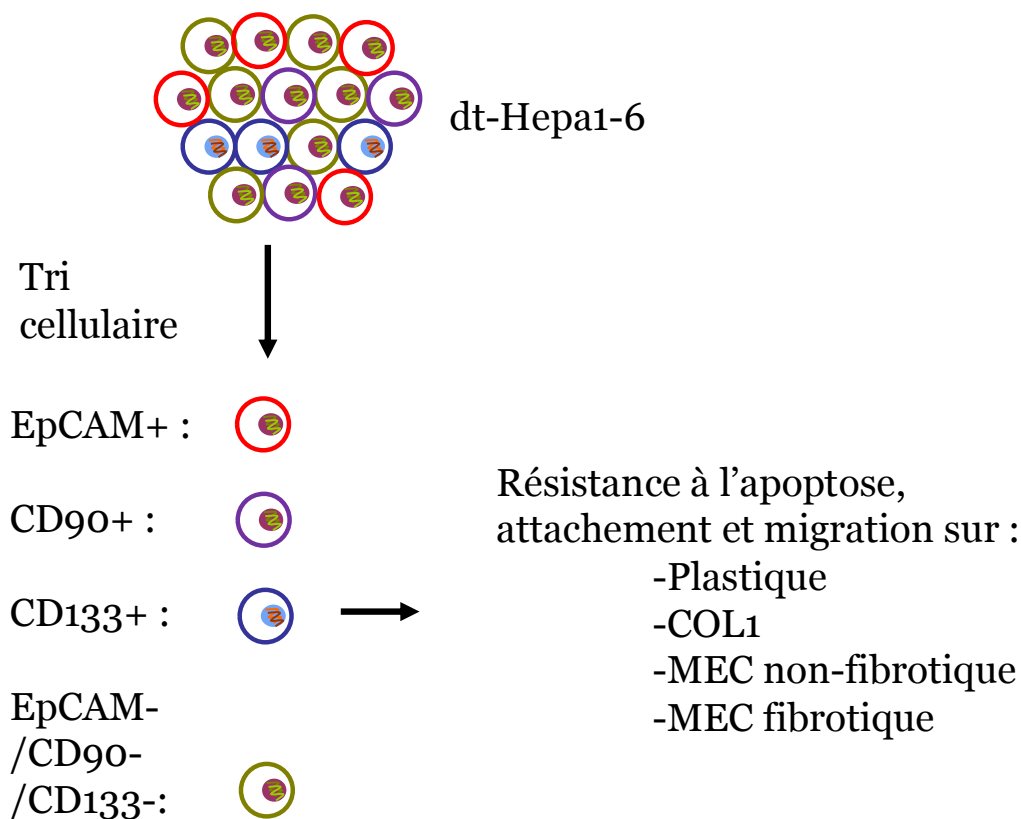 dt-Hepa1-6
Tri
cellulaire
EpCAM+ :
CD90+ :
CD133+ :
EpCAM-
/CD90-
/CD133-:
Résistance à l’apoptose,
attachement et migration sur :
-Plastique
-COL1
-MEC non-fibrotique
-MEC fibrotique